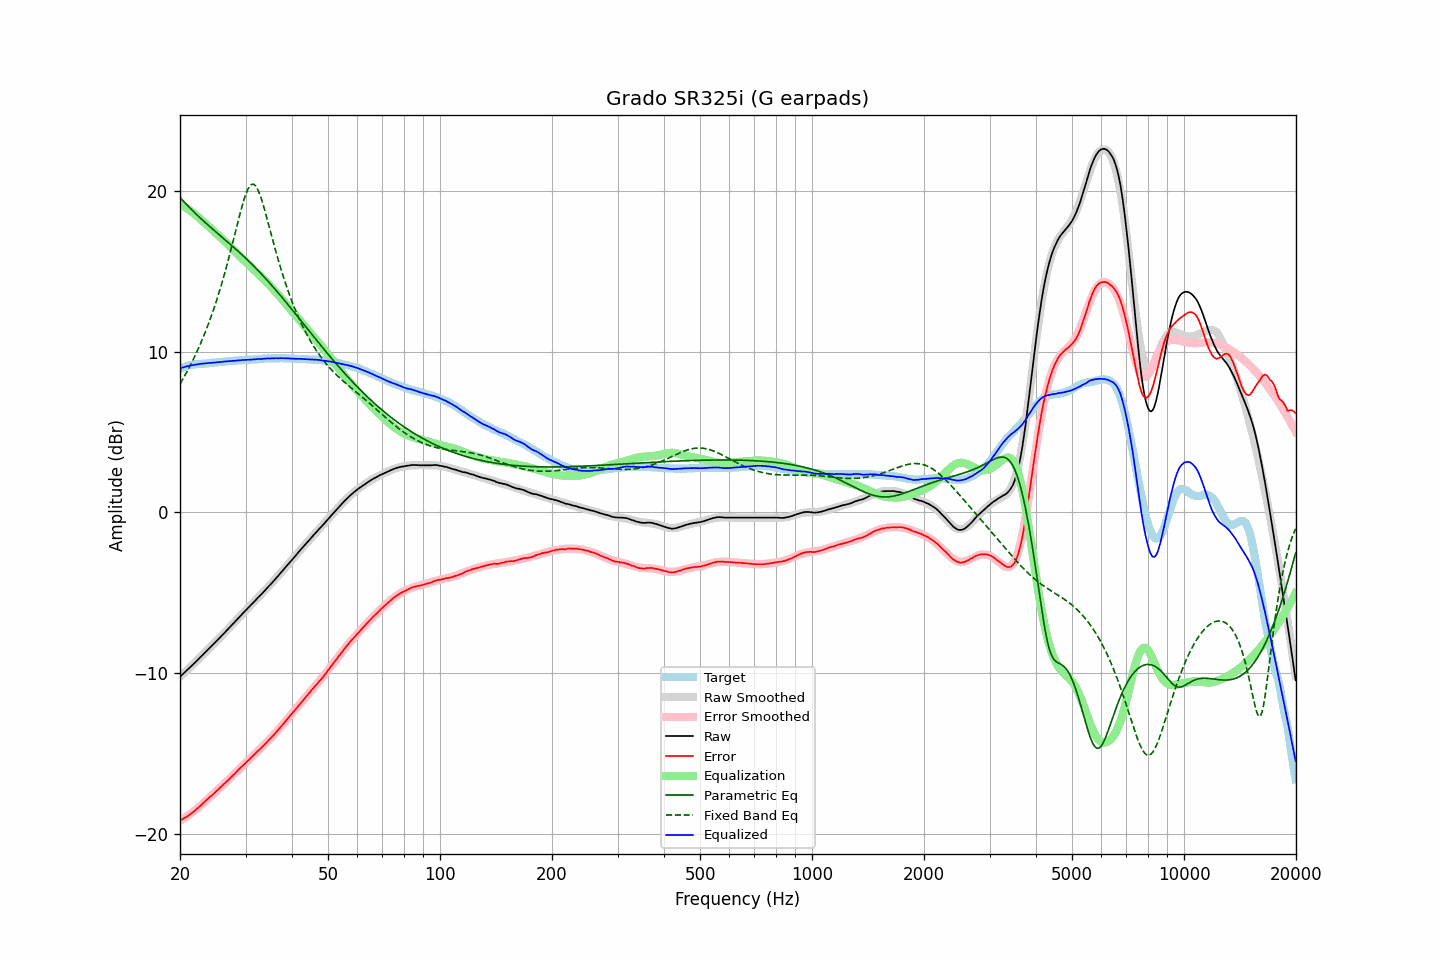 Grado SR325i (G earpads)
Amplitude (dBr)
20
10
0
−10
−20
Target
Raw Smoothed
Error Smoothed
Raw
Error
Equalization
Parametric Eq
Fixed Band Eq
Equalized
20 50 100 200 500 1000 2000 5000 10000 20000
Frequency (Hz)